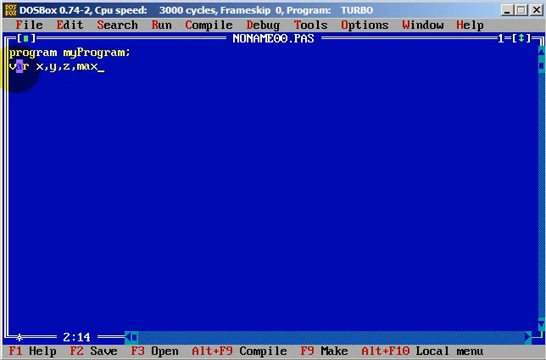 DOSBox 0.74-2, Cpu speed: 3000 cycles, Frameskip 0, Program: TURBO
File Edit Search Run Compile Debug Tools Options Window Help
NONAME00.PAS 1=[↕]
program myProgram;
var x,y,z,max_
2:14
F1 Help F2 Save F3 Open Alt+F9 Compile F9 Make Alt+F10 Local menu